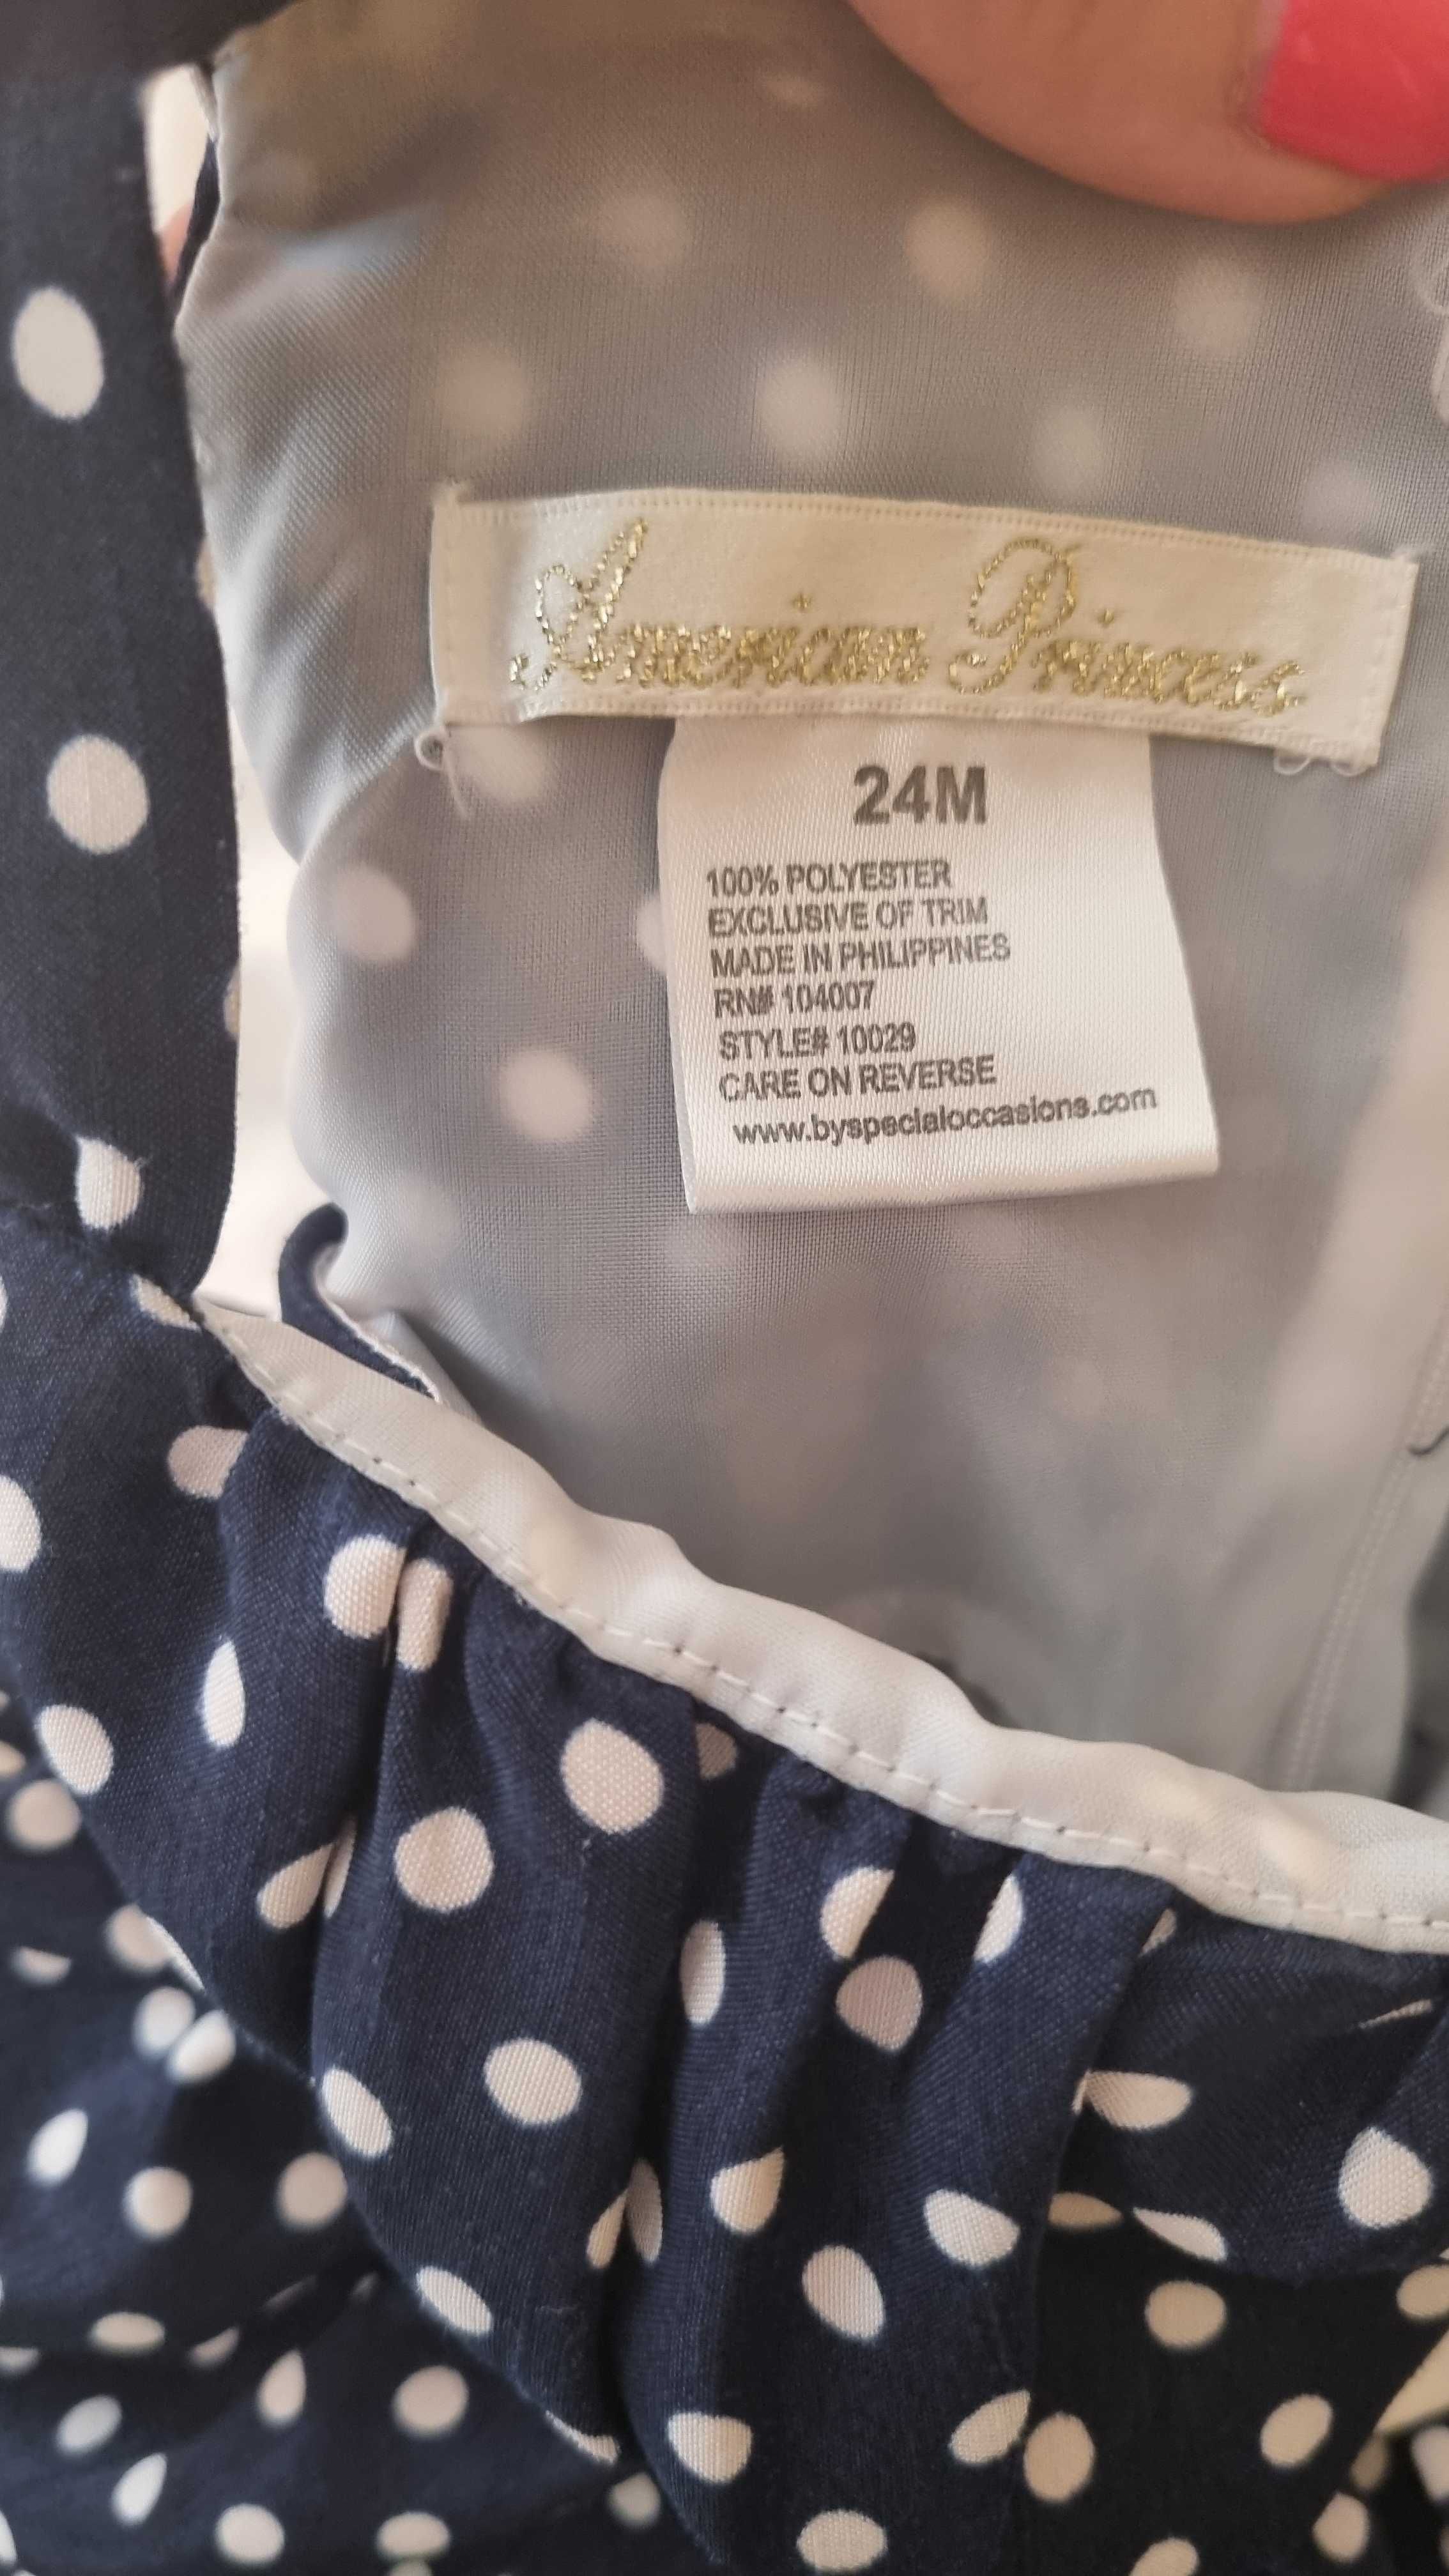 American Princess
24M
100% POLYESTER
EXCLUSIVE OF TRIM
MADE IN PHILIPPINES
RN# 104007
STYLE# 10029
CARE ON REVERSE
www.byspecialoccasions.com